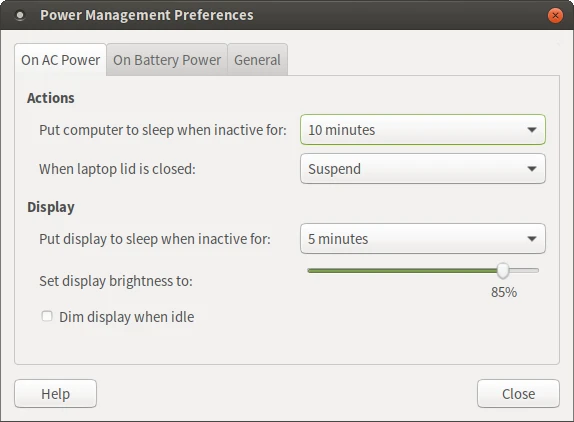 Power Management Preferences
On AC Power On Battery Power General
Actions
Put computer to sleep when inactive for: 10 minutes
When laptop lid is closed: Suspend
Display
Put display to sleep when inactive for: 5 minutes
Set display brightness to:
85%
Dim display when idle
Help Close